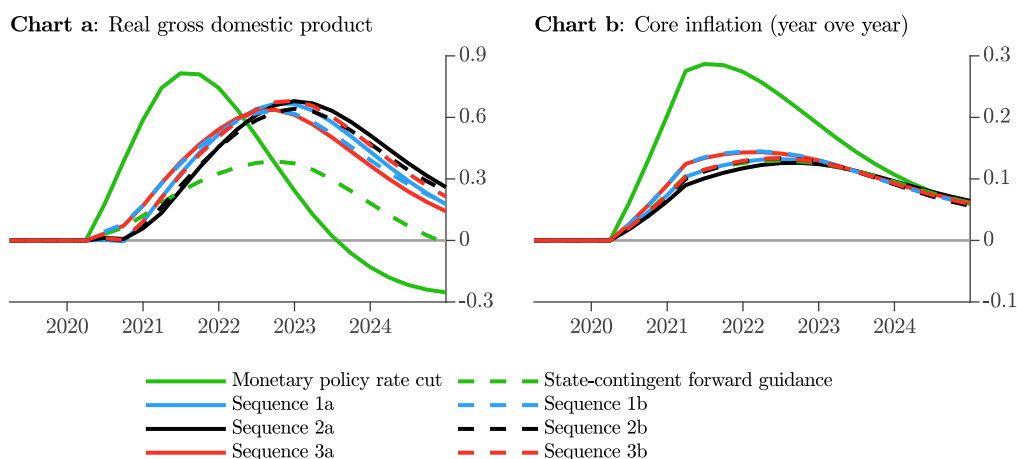 Chart a: Real gross domestic product
0.9
0.6
0.3
0
-0.3
2020 2021 2022 2023 2024
Chart b: Core inflation (year ove year)
0.3
0.2
0.1
0
-0.1
2020 2021 2022 2023 2024
Monetary policy rate cut State-contingent forward guidance
Sequence 1a Sequence 1b
Sequence 2a Sequence 2b
Sequence 3a Sequence 3b